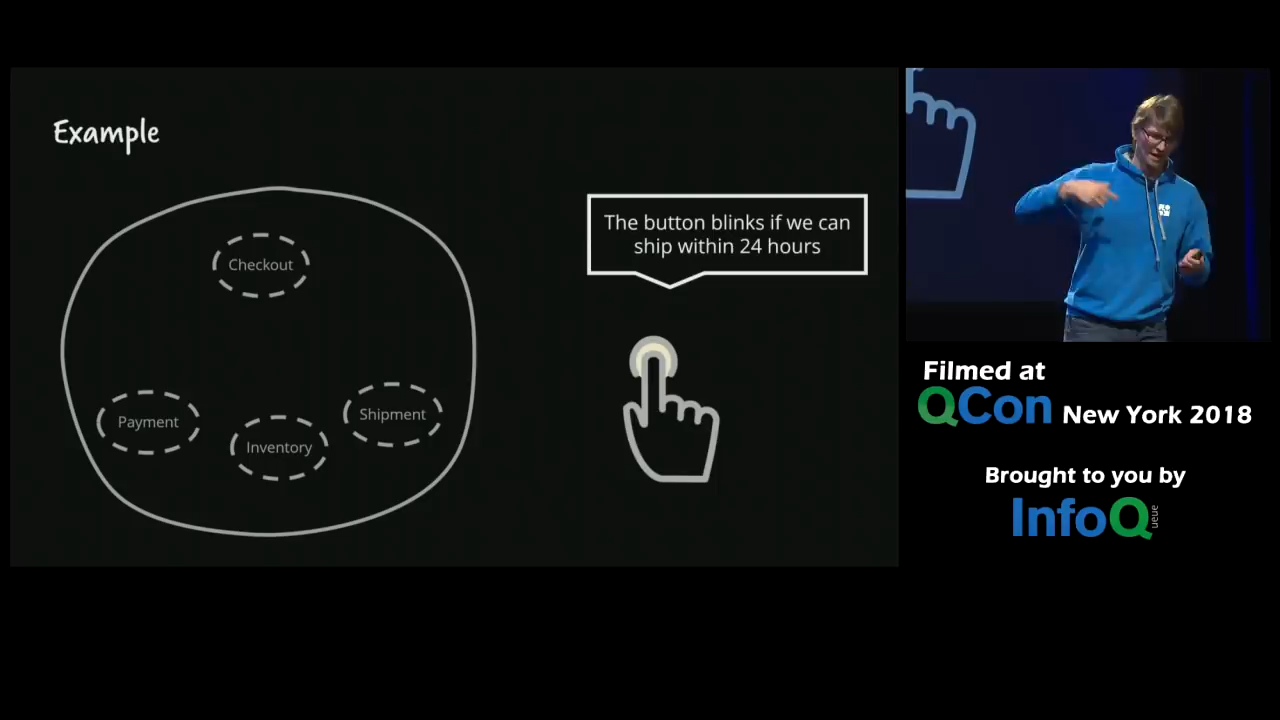 Example
The button blinks if we can
ship within 24 hours
Checkout
Payment
Inventory
Shipment
Filmed at
QCon New York 2018
Brought to you by
InfoQ
ueue